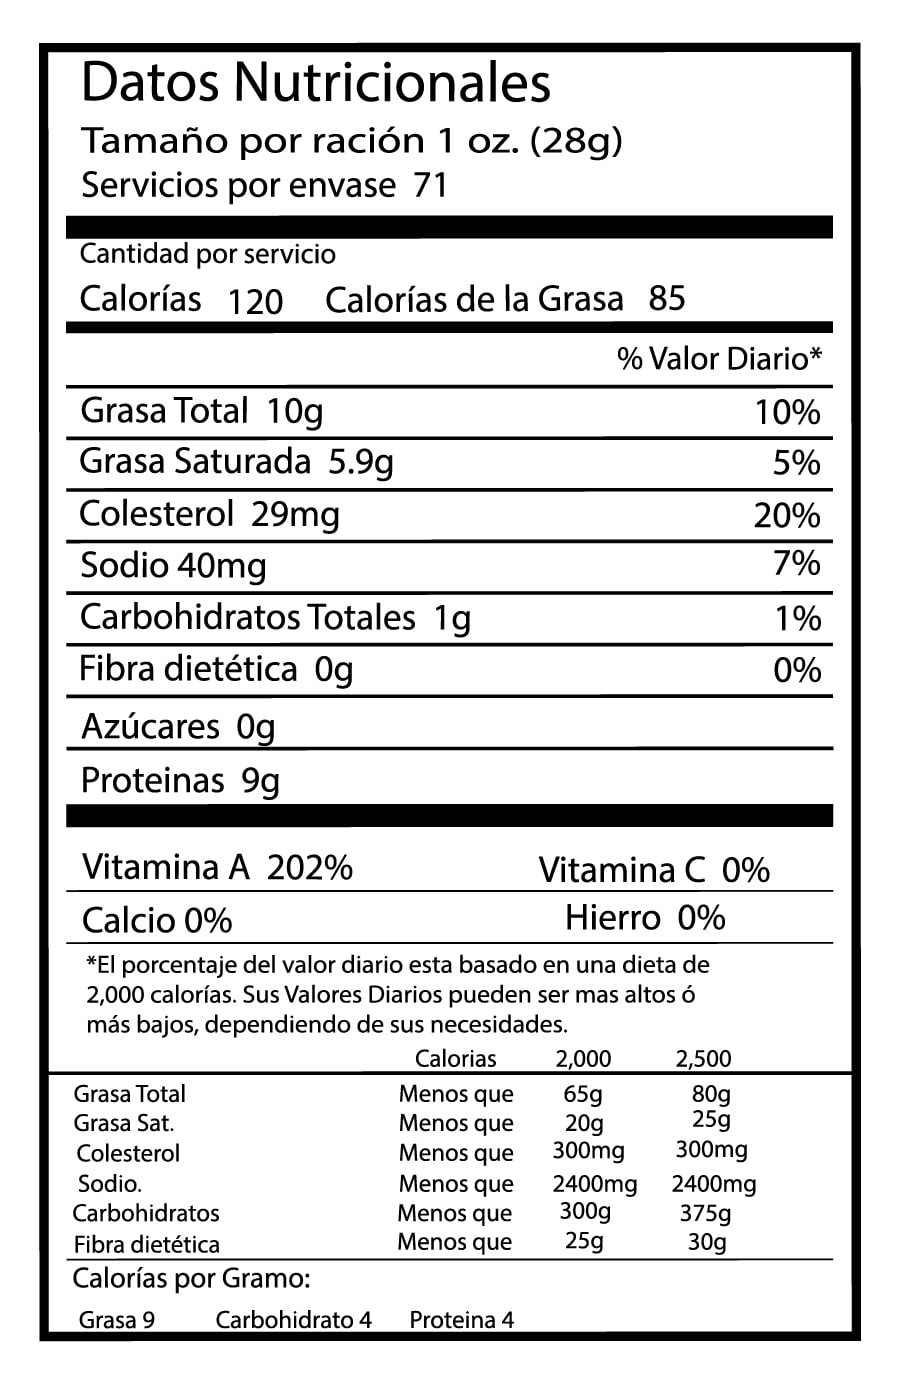 Datos Nutricionales
Tamaño por ración 1 oz. (28g)
Servicios por envase 71
Cantidad por servicio
Calorías 120 Calorías de la Grasa 85
% Valor Diario*
Grasa Total 10g 10%
Grasa Saturada 5.9g 5%
Colesterol 29mg 20%
Sodio 40mg 7%
Carbohidratos Totales 1g 1%
Fibra dietética 0g 0%
Azúcares 0g
Proteinas 9g
Vitamina A 202% Vitamina C 0%
Calcio 0% Hierro 0%
*El porcentaje del valor diario esta basado en una dieta de
2,000 calorías. Sus Valores Diarios pueden ser mas altos ó
más bajos, dependiendo de sus necesidades.
Calorias 2,000 2,500
Grasa Total Menos que 65g 80g
Grasa Sat. Menos que 20g 25g
Colesterol Menos que 300mg 300mg
Sodio. Menos que 2400mg 2400mg
Carbohidratos Menos que 300g 375g
Fibra dietética Menos que 25g 30g
Calorías por Gramo:
Grasa 9 Carbohidrato 4 Proteina 4